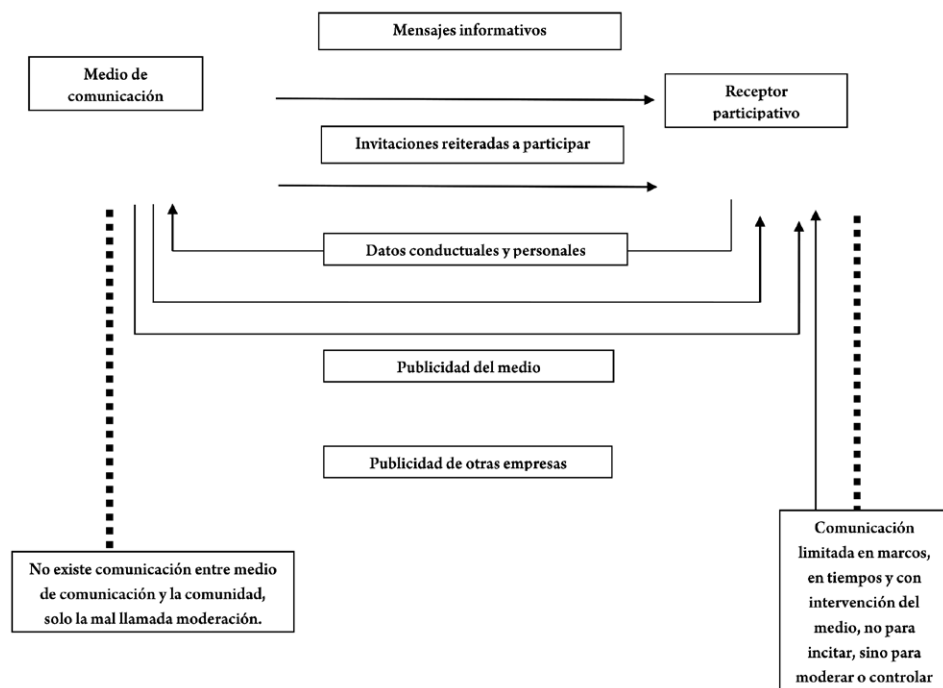 Mensajes informativos
Medio de
comunicación
Receptor
participativo
Invitaciones reiteradas a participar
Datos conductuales y personales
Publicidad del medio
Publicidad de otras empresas
No existe comunicación entre medio
de comunicación y la comunidad,
solo la mal llamada moderación.
Comunicación
limitada en marcos,
en tiempos y con
intervención del
medio, no para
incitar, sino para
moderar o controlar